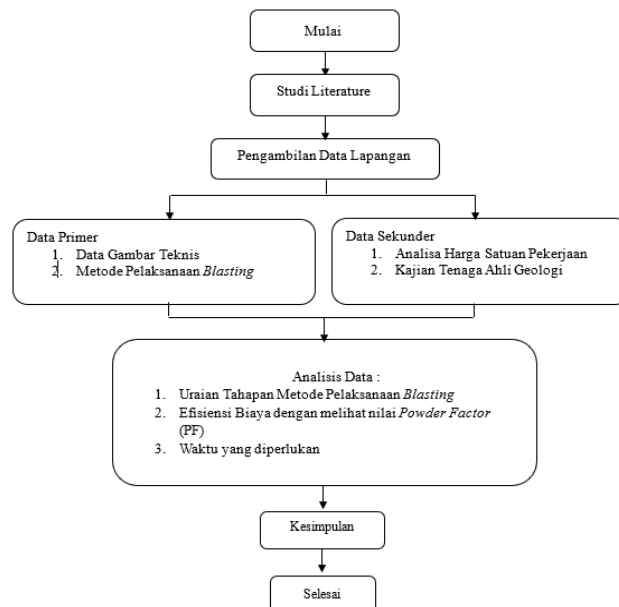 Mulai
Studi Literature
Pengambilan Data Lapangan
Data Primer
1. Data Gambar Teknis
2. Metode Pelaksanaan Blasting
Data Sekunder
1. Analisa Harga Satuan Pekerjaan
2. Kajian Tenaga Ahli Geologi
Analisis Data :
1. Uraian Tahapan Metode Pelaksanaan Blasting
2. Efisiensi Biaya dengan melihat nilai Powder Factor
(PF)
3. Waktu yang diperlukan
Kesimpulan
Selesai